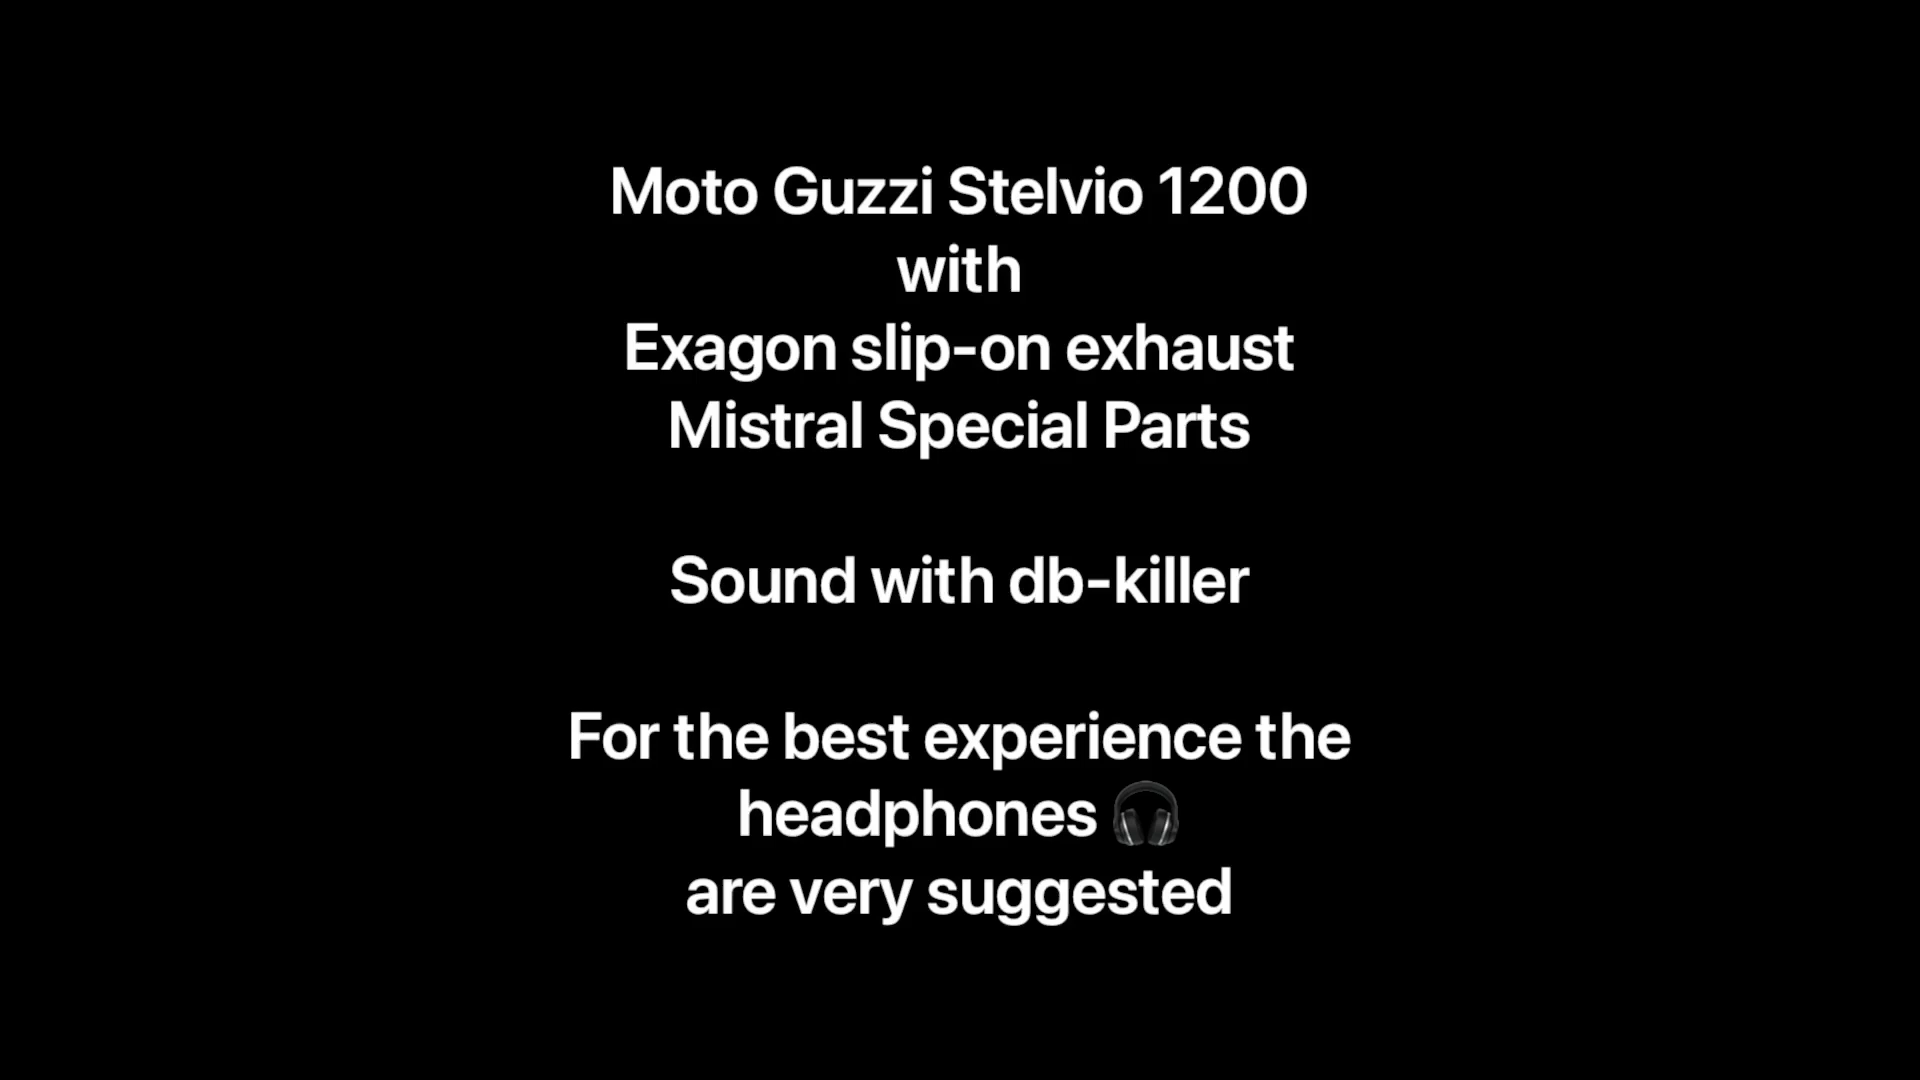 Moto Guzzi Stelvio 1200
with
Exagon slip-on exhaust
Mistral Special Parts
Sound with db-killer
For the best experience the
headphones 🎧
are very suggested